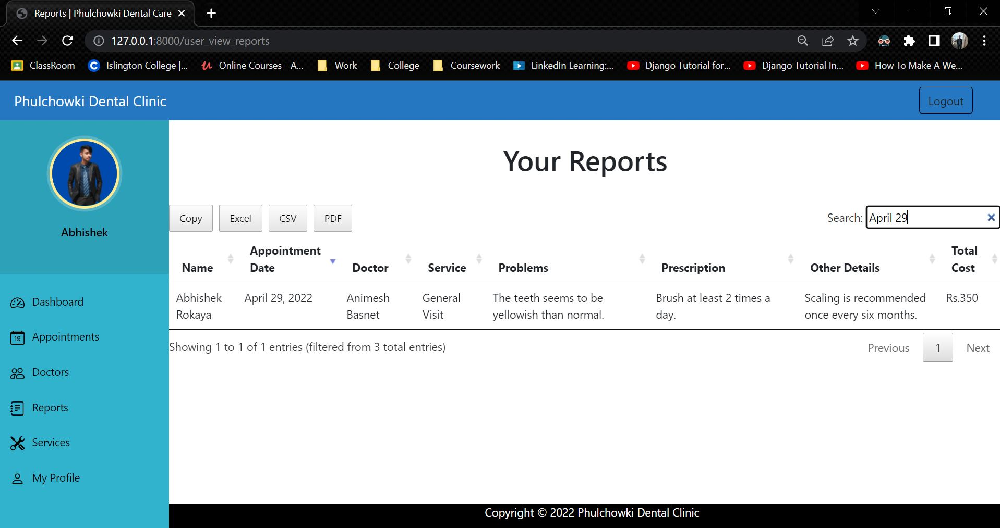 Reports | Phulchowki Dental Care
127.0.0.1:8000/user_view_reports
ClassRoom
Islington College |...
Online Courses - A...
Work
College
Coursework
LinkedIn Learning:...
Django Tutorial for...
Django Tutorial In...
How To Make A We...
Phulchowki Dental Clinic
Logout
Abhishek
Dashboard
19
Appointments
Doctors
Reports
Services
My Profile
Your Reports
Copy
Excel
CSV
PDF
Search:
April 29
Name
Appointment
Date
Doctor
Service
Problems
Prescription
Other Details
Total
Cost
Abhishek
Rokaya
April 29, 2022
Animesh
Basnet
General
Visit
The teeth seems to be
yellowish than normal.
Brush at least 2 times a
day.
Scaling is recommended
once every six months.
Rs.350
Showing 1 to 1 of 1 entries (filtered from 3 total entries)
Previous
1
Next
Copyright © 2022 Phulchowki Dental Clinic